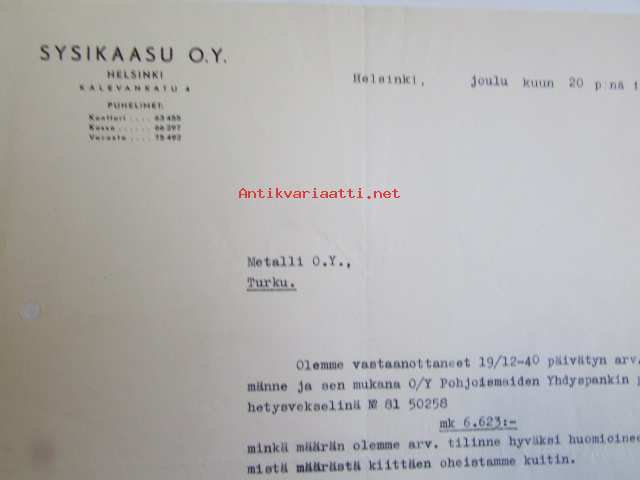 SYSIKAASU O.Y.
HELSINKI
KALEVANKATU 4
PUHELIMET:
Konttori .... 63 455
Kassa ..... 66 297
Varasto .... 75 492
Helsinki, joulu kuun 20 p:nä 1
Antikvariaatti.net
Metalli O.Y.,
Turku.
Olemme vastaanottaneet 19/12-40 päivätyn arv.
männe ja sen mukana O/Y Pohjoismaiden Yhdyspankin
hetysvekselinä № 81 50258
mk 6.623:-
minkä määrän olemme arv. tilinne hyväksi huomioinee
mistä määrästä kiittäen oheistamme kuitin.